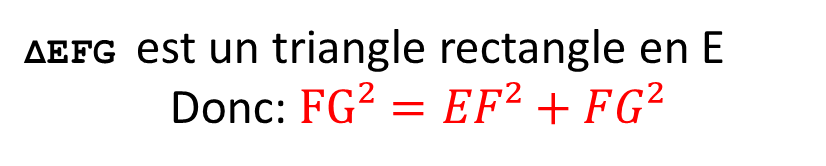 ΔEFG est un triangle rectangle en E
Donc: FG² = EF² + FG²